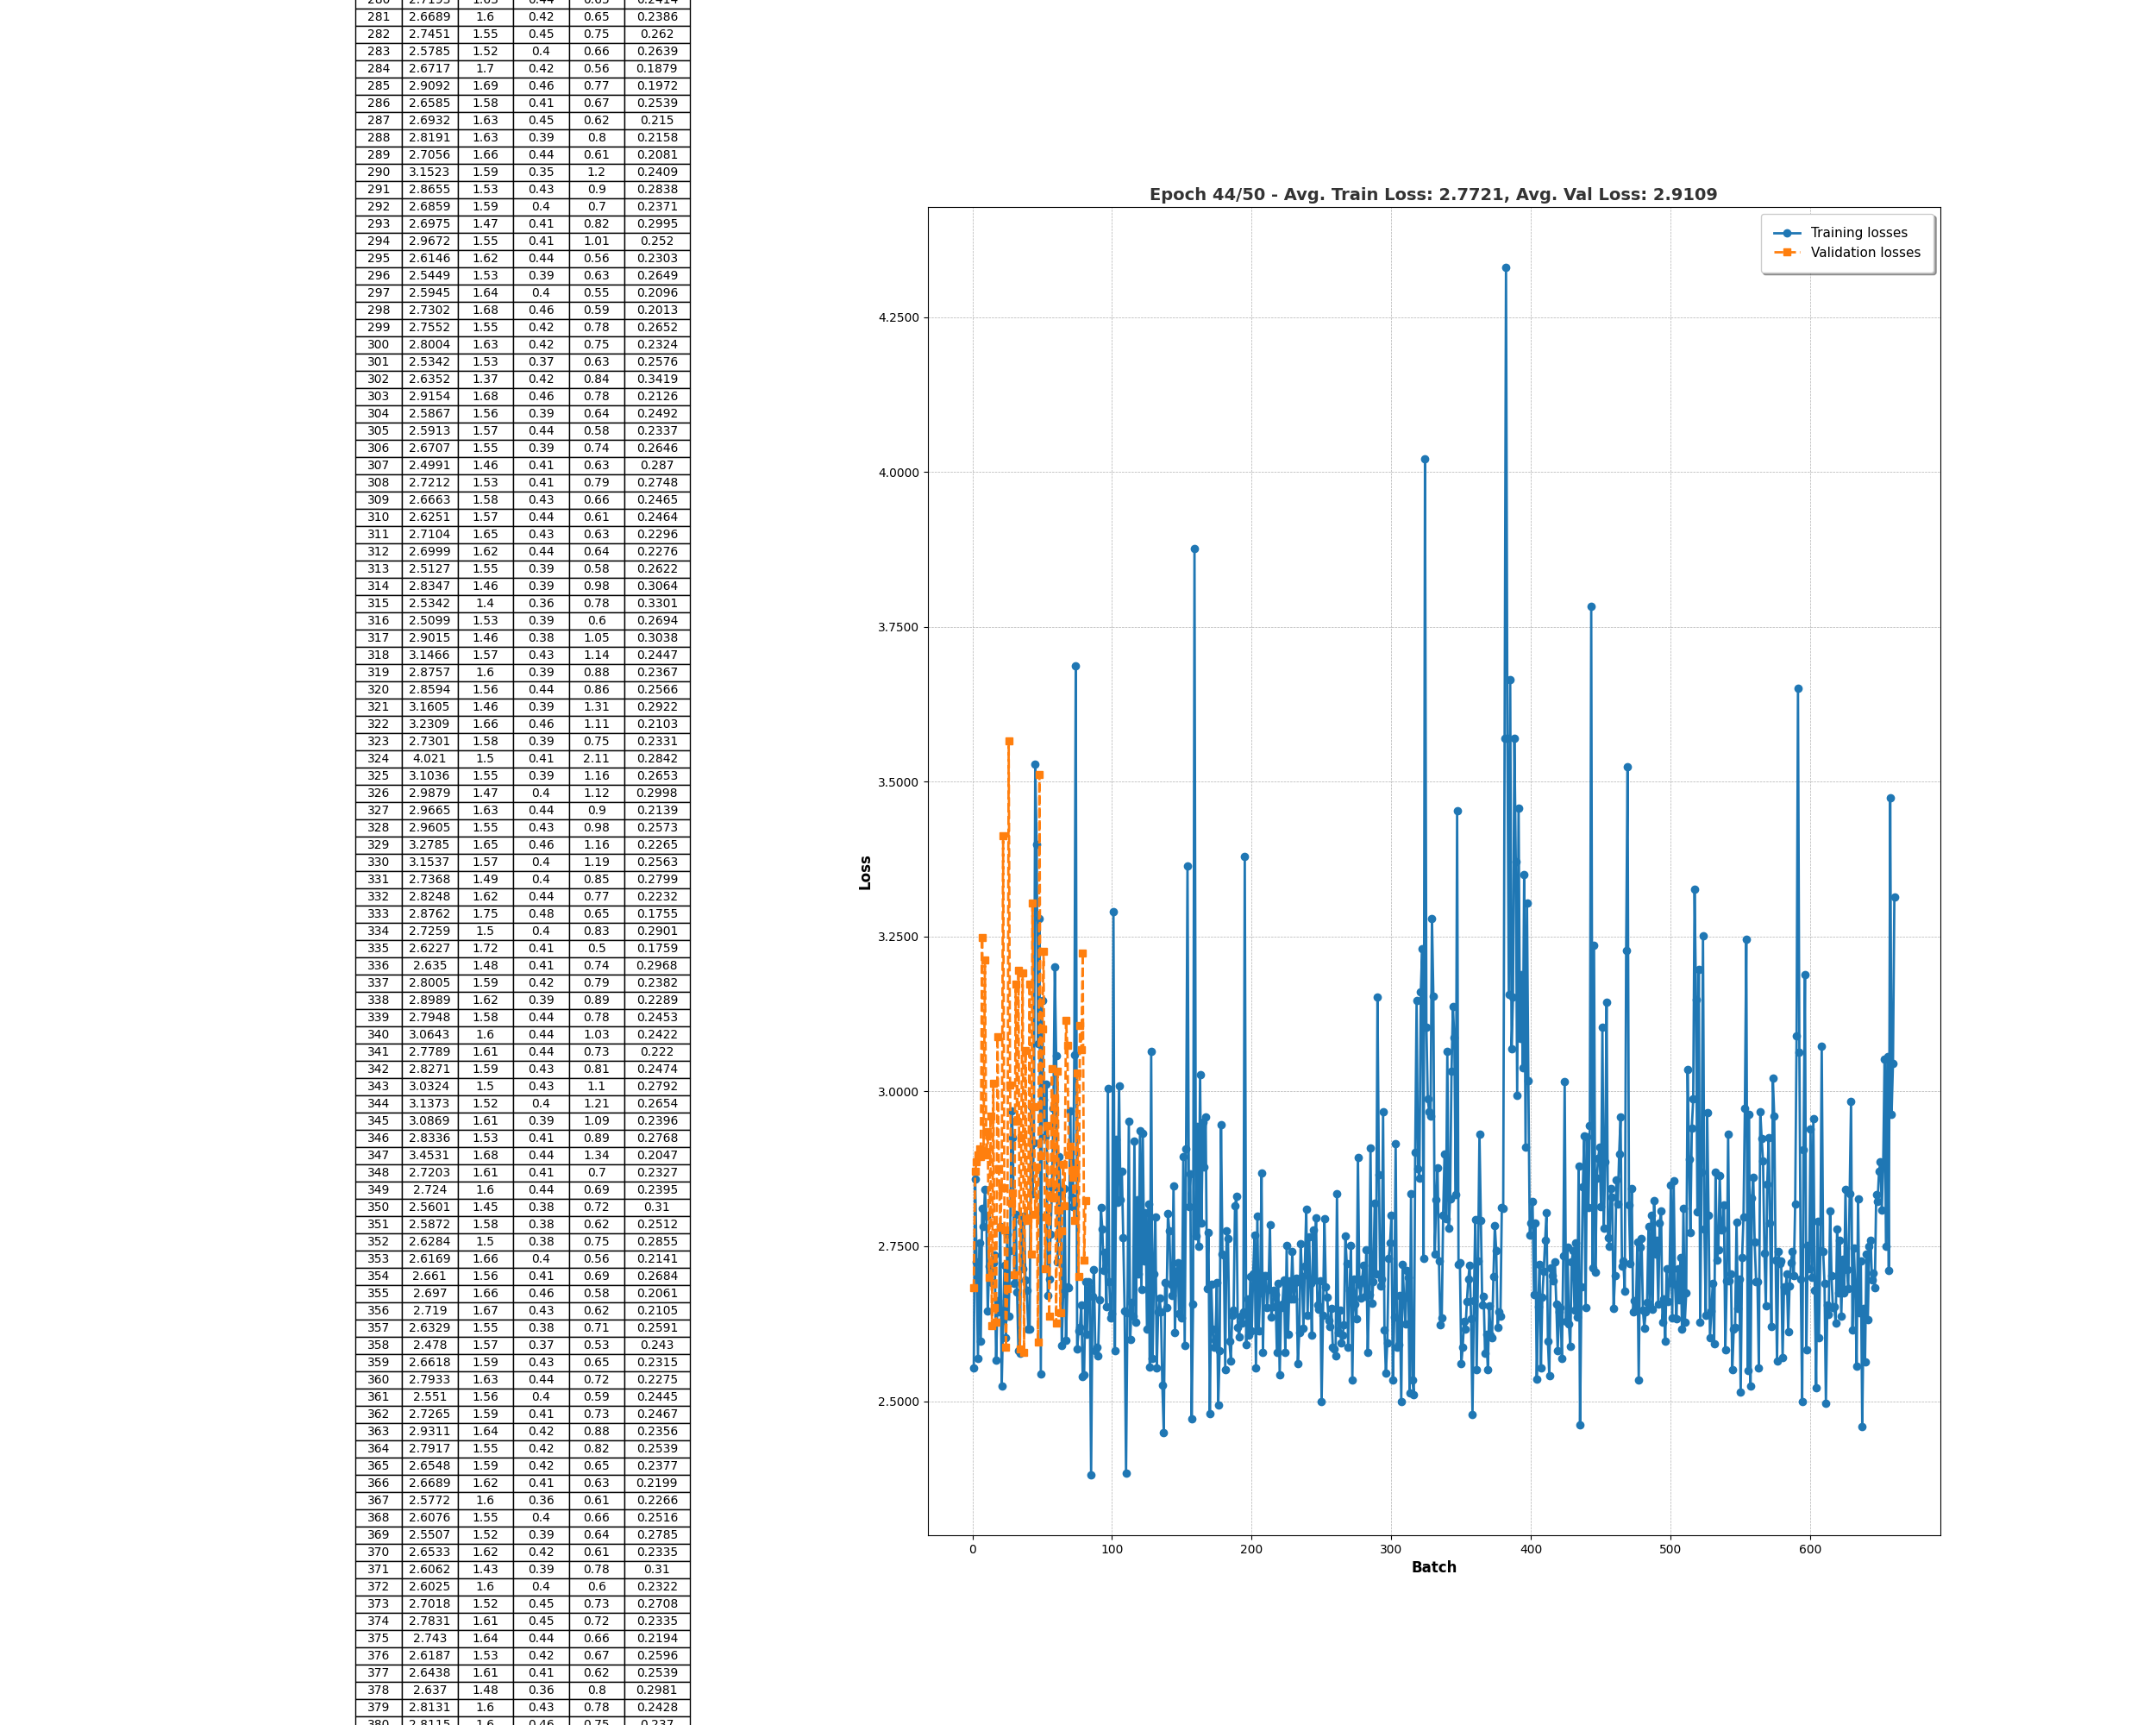 281 2.6689 1.6 0.42 0.65 0.2386
282 2.7451 1.55 0.45 0.75 0.262
283 2.5785 1.52 0.4 0.66 0.2639
284 2.6717 1.7 0.42 0.56 0.1879
285 2.9092 1.69 0.46 0.77 0.1972
286 2.6585 1.58 0.41 0.67 0.2539
287 2.6932 1.63 0.45 0.62 0.215
288 2.8191 1.63 0.39 0.8 0.2158
289 2.7056 1.66 0.44 0.61 0.2081
290 3.1523 1.59 0.35 1.2 0.2409
291 2.8655 1.53 0.43 0.9 0.2838
292 2.6859 1.59 0.4 0.7 0.2371
293 2.6975 1.47 0.41 0.82 0.2995
294 2.9672 1.55 0.41 1.01 0.252
295 2.6146 1.62 0.44 0.56 0.2303
296 2.5449 1.53 0.39 0.63 0.2649
297 2.5945 1.64 0.4 0.55 0.2096
298 2.7302 1.68 0.46 0.59 0.2013
299 2.7552 1.55 0.42 0.78 0.2652
300 2.8004 1.63 0.42 0.75 0.2324
301 2.5342 1.53 0.37 0.63 0.2576
302 2.6352 1.37 0.42 0.84 0.3419
303 2.9154 1.68 0.46 0.78 0.2126
304 2.5867 1.56 0.39 0.64 0.2492
305 2.5913 1.57 0.44 0.58 0.2337
306 2.6707 1.55 0.39 0.74 0.2646
307 2.4991 1.46 0.41 0.63 0.287
308 2.7212 1.53 0.41 0.79 0.2748
309 2.6663 1.58 0.43 0.66 0.2465
310 2.6251 1.57 0.44 0.61 0.2464
311 2.7104 1.65 0.43 0.63 0.2296
312 2.6999 1.62 0.44 0.64 0.2276
313 2.5127 1.55 0.39 0.58 0.2622
314 2.8347 1.46 0.39 0.98 0.3064
315 2.5342 1.4 0.36 0.78 0.3301
316 2.5099 1.53 0.39 0.6 0.2694
317 2.9015 1.46 0.38 1.05 0.3038
318 3.1466 1.57 0.43 1.14 0.2447
319 2.8757 1.6 0.39 0.88 0.2367
320 2.8594 1.56 0.44 0.86 0.2566
321 3.1605 1.46 0.39 1.31 0.2922
322 3.2309 1.66 0.46 1.11 0.2103
323 2.7301 1.58 0.39 0.75 0.2331
324 4.021 1.5 0.41 2.11 0.2842
325 3.1036 1.55 0.39 1.16 0.2653
326 2.9879 1.47 0.4 1.12 0.2998
327 2.9665 1.63 0.44 0.9 0.2139
328 2.9605 1.55 0.43 0.98 0.2573
329 3.2785 1.65 0.46 1.16 0.2265
330 3.1537 1.57 0.4 1.19 0.2563
331 2.7368 1.49 0.4 0.85 0.2799
332 2.8248 1.62 0.44 0.77 0.2232
333 2.8762 1.75 0.48 0.65 0.1755
334 2.7259 1.5 0.4 0.83 0.2901
335 2.6227 1.72 0.41 0.5 0.1759
336 2.635 1.48 0.41 0.74 0.2968
337 2.8005 1.59 0.42 0.79 0.2382
338 2.8989 1.62 0.39 0.89 0.2289
339 2.7948 1.58 0.44 0.78 0.2453
340 3.0643 1.6 0.44 1.03 0.2422
341 2.7789 1.61 0.44 0.73 0.222
342 2.8271 1.59 0.43 0.81 0.2474
343 3.0324 1.5 0.43 1.1 0.2792
344 3.1373 1.52 0.4 1.21 0.2654
345 3.0869 1.61 0.39 1.09 0.2396
346 2.8336 1.53 0.41 0.89 0.2768
347 3.4531 1.68 0.44 1.34 0.2047
348 2.7203 1.61 0.41 0.7 0.2327
349 2.724 1.6 0.44 0.69 0.2395
350 2.5601 1.45 0.38 0.72 0.31
351 2.5872 1.58 0.38 0.62 0.2512
352 2.6284 1.5 0.38 0.75 0.2855
353 2.6169 1.66 0.4 0.56 0.2141
354 2.661 1.56 0.41 0.69 0.2684
355 2.697 1.66 0.46 0.58 0.2061
356 2.719 1.67 0.43 0.62 0.2105
357 2.6329 1.55 0.38 0.71 0.2591
358 2.478 1.57 0.37 0.53 0.243
359 2.6618 1.59 0.43 0.65 0.2315
360 2.7933 1.63 0.44 0.72 0.2275
361 2.551 1.56 0.4 0.59 0.2445
362 2.7265 1.59 0.41 0.73 0.2467
363 2.9311 1.64 0.42 0.88 0.2356
364 2.7917 1.55 0.42 0.82 0.2539
365 2.6548 1.59 0.42 0.65 0.2377
366 2.6689 1.62 0.41 0.63 0.2199
367 2.5772 1.6 0.36 0.61 0.2266
368 2.6076 1.55 0.4 0.66 0.2516
369 2.5507 1.52 0.39 0.64 0.2785
370 2.6533 1.62 0.42 0.61 0.2335
371 2.6062 1.43 0.39 0.78 0.31
372 2.6025 1.6 0.4 0.6 0.2322
373 2.7018 1.52 0.45 0.73 0.2708
374 2.7831 1.61 0.45 0.72 0.2335
375 2.743 1.64 0.44 0.66 0.2194
376 2.6187 1.53 0.42 0.67 0.2596
377 2.6438 1.61 0.41 0.62 0.2539
378 2.637 1.48 0.36 0.8 0.2981
379 2.8131 1.6 0.43 0.78 0.2428
380 2.8115 1.6 0.46 0.75 0.237
Epoch 44/50 - Avg. Train Loss: 2.7721, Avg. Val Loss: 2.9109
Training losses
Validation losses
4.2500
4.0000
3.7500
3.5000
3.2500
3.0000
2.7500
2.5000
Loss
0 100 200 300 400 500 600
Batch